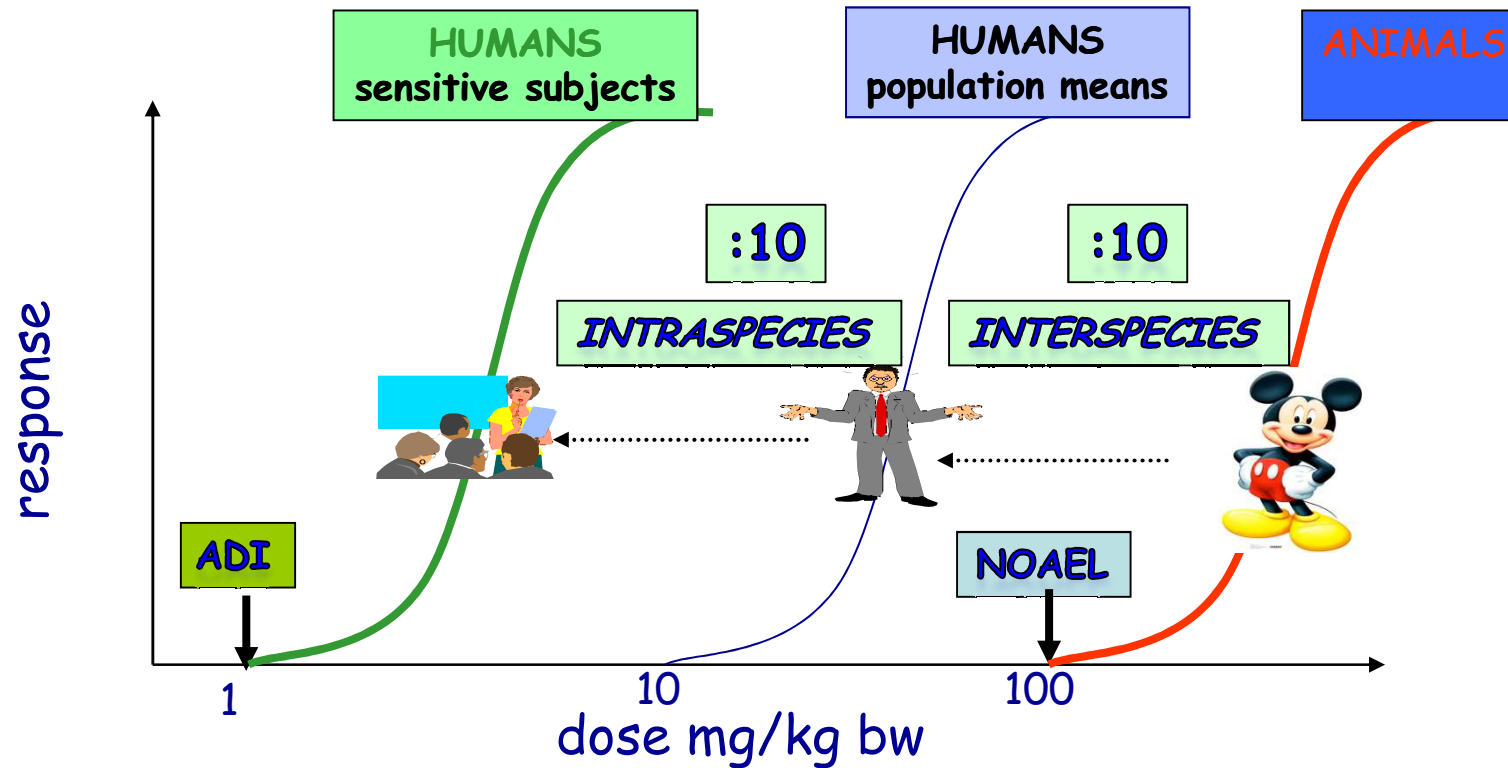 HUMANS
sensitive subjects
HUMANS
population means
ANIMALS
:10
:10
INTRASPECIES
INTERSPECIES
response
ADI
NOAEL
1
10
100
dose mg/kg bw